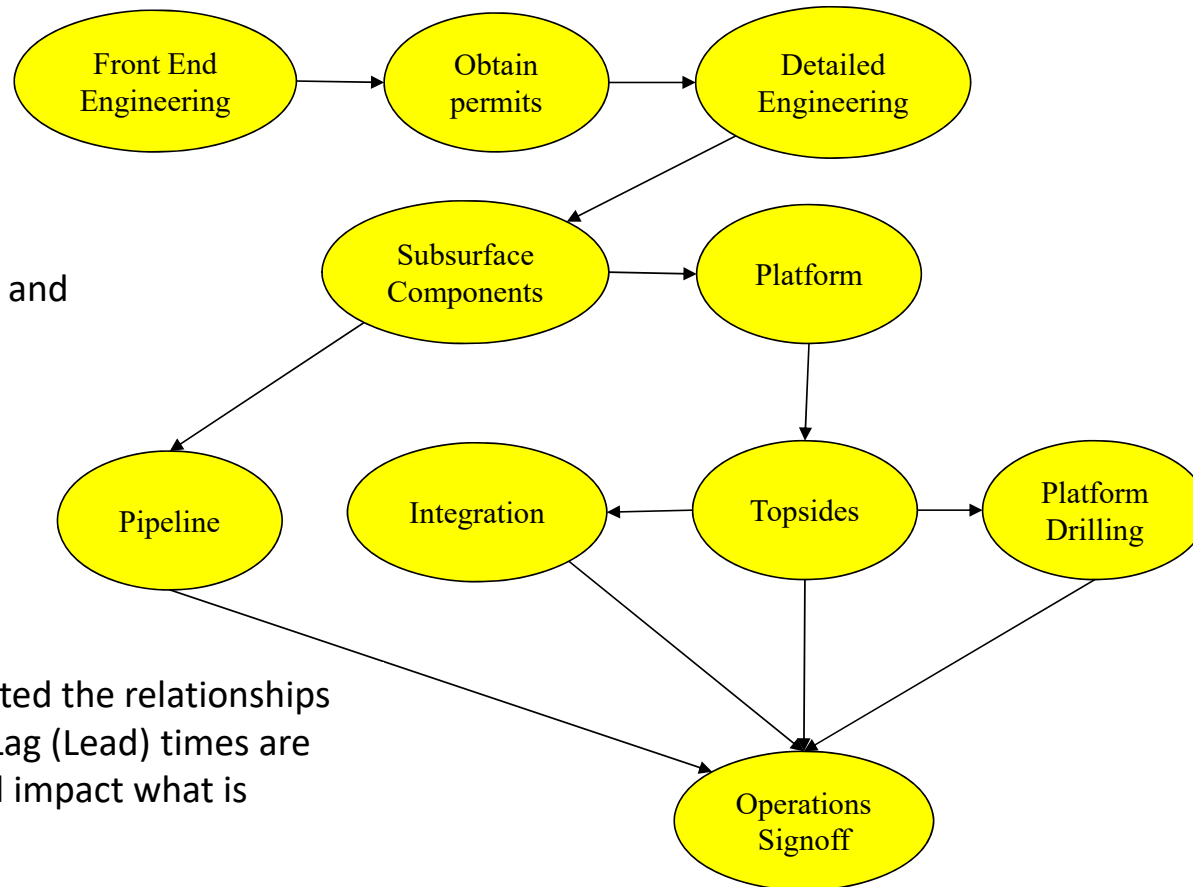 Front End
Engineering
Obtain
permits
Detailed
Engineering
Subsurface
Components
Platform
and
Pipeline
Integration
Topsides
Platform
Drilling
ted the relationships
Lag (Lead) times are
impact what is
Operations
Signoff